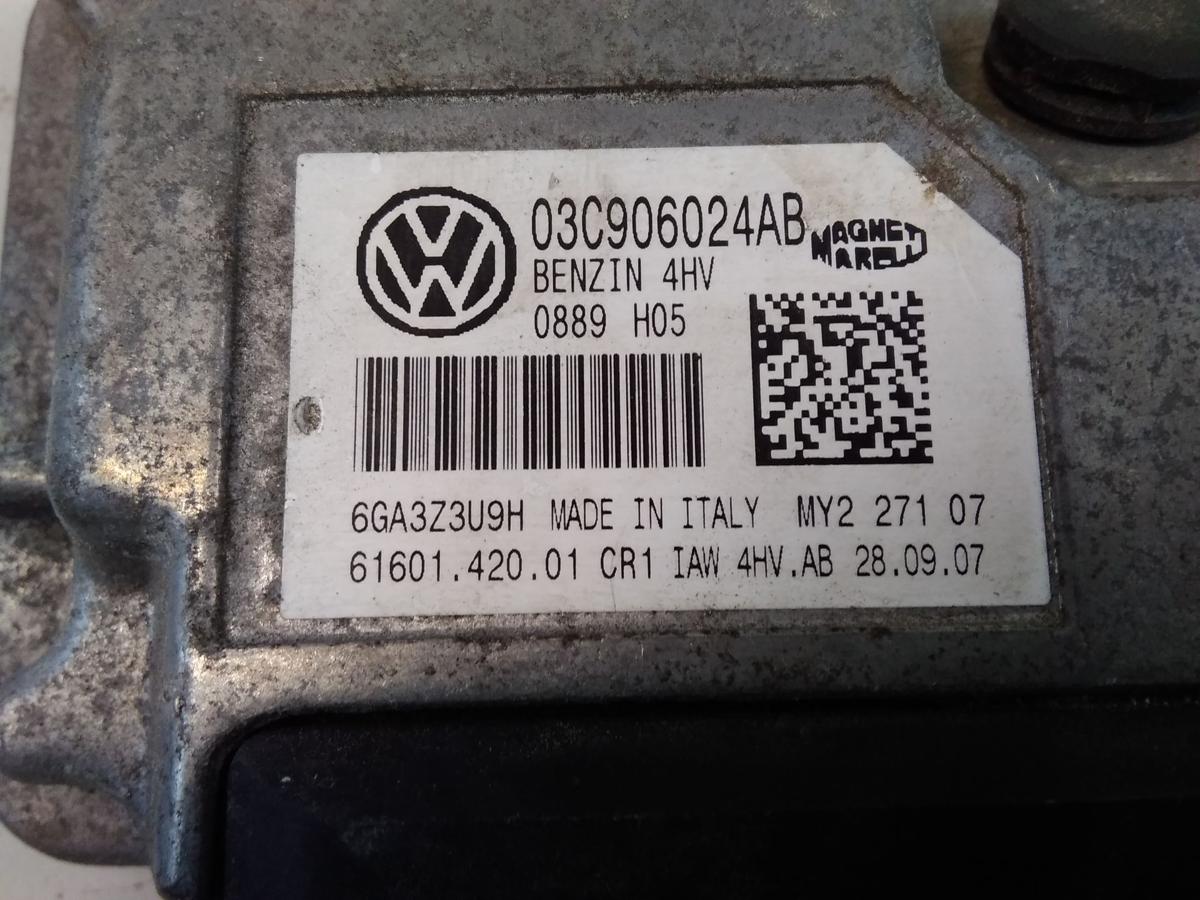 03C906024AB
MAGNETI
MARELLI
BENZIN 4HV
0889 H05
6GA3Z3U9H MADE IN ITALY MY2 271 07
61601.420.01 CR1 IAW 4HV.AB 28.09.07